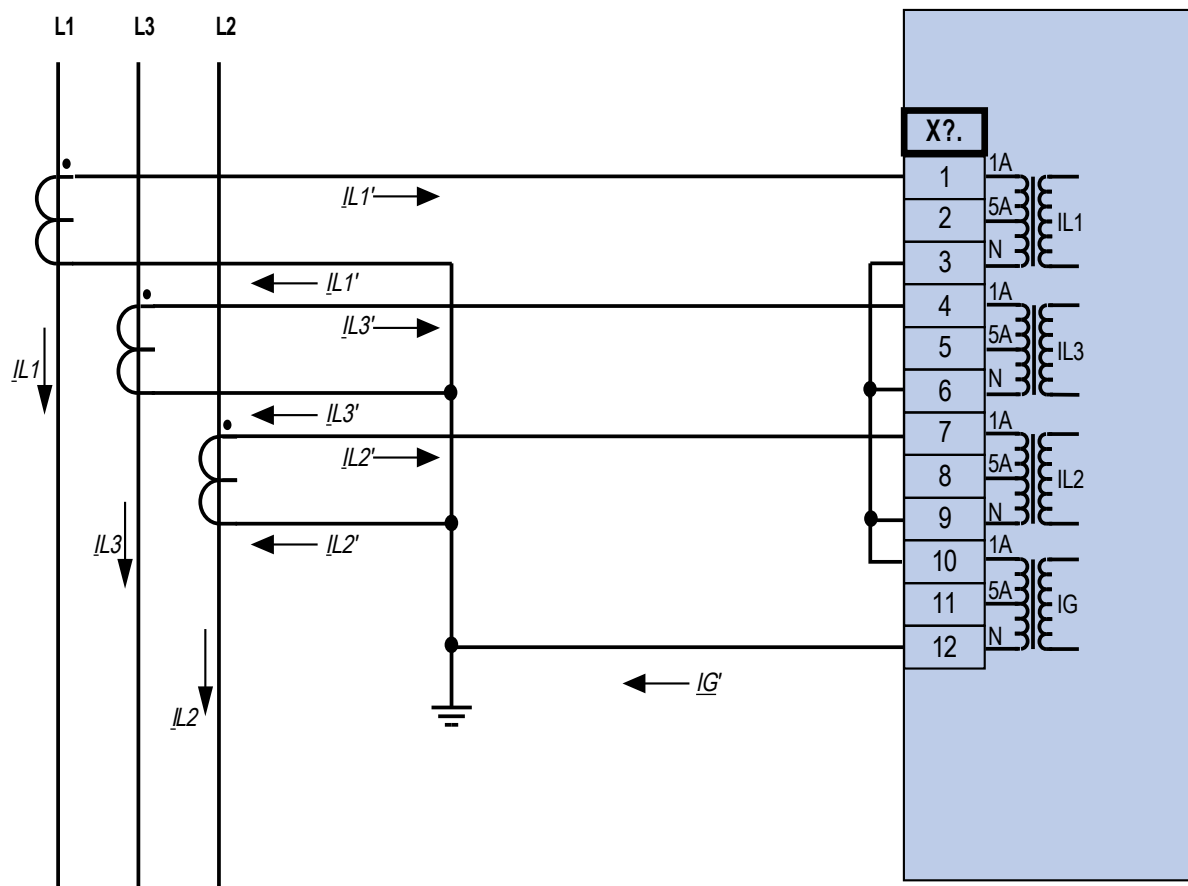 L1 L3 L2
X?.
1 1A
IL1'
2 5A IL1
3 N
IL1'
4 1A
IL3'
5 5A IL3
IL1
6 N
IL3'
7 1A
IL2'
8 5A IL2
9 N
IL3 IL2'
10 1A
11 5A IG
12 N
IG'
IL2